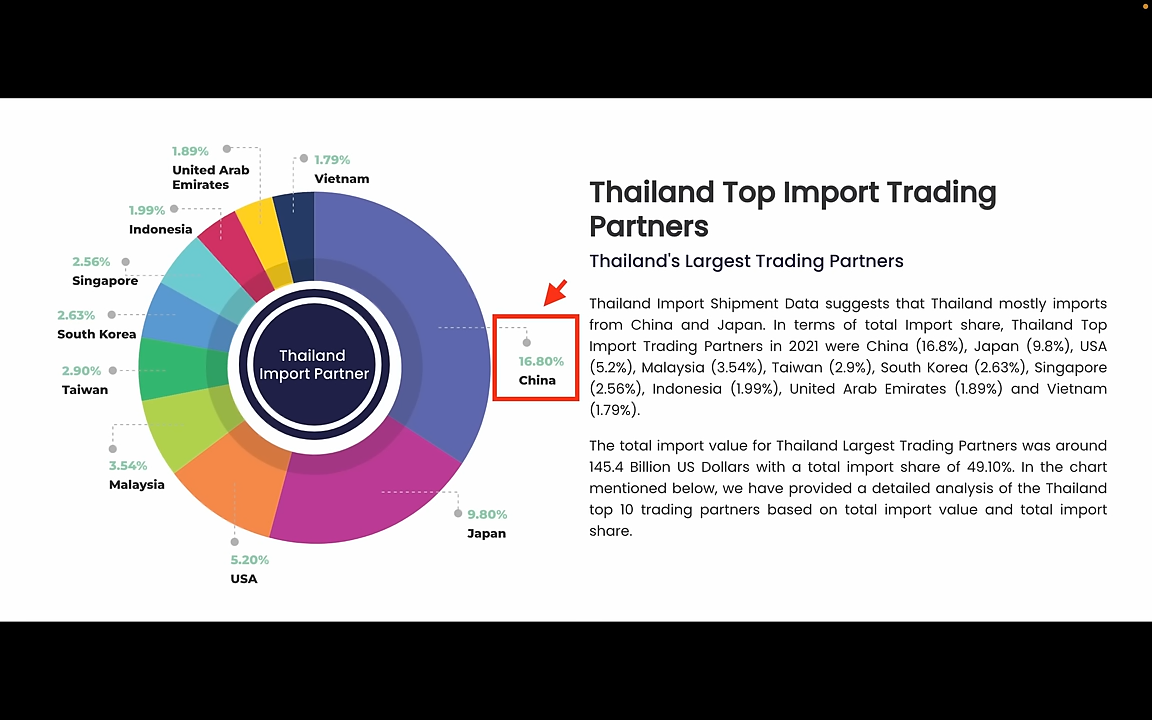 1.89%
United Arab
Emirates
1.79%
Vietnam
1.99%
Indonesia
2.56%
Singapore
2.63%
South Korea
2.90%
Taiwan
3.54%
Malaysia
5.20%
USA
9.80%
Japan
16.80%
China
Thailand
Import Partner
Thailand Top Import Trading
Partners
Thailand's Largest Trading Partners
Thailand Import Shipment Data suggests that Thailand mostly imports
from China and Japan. In terms of total Import share, Thailand Top
Import Trading Partners in 2021 were China (16.8%), Japan (9.8%), USA
(5.2%), Malaysia (3.54%), Taiwan (2.9%), South Korea (2.63%), Singapore
(2.56%), Indonesia (1.99%), United Arab Emirates (1.89%) and Vietnam
(1.79%).
The total import value for Thailand Largest Trading Partners was around
145.4 Billion US Dollars with a total import share of 49.10%. In the chart
mentioned below, we have provided a detailed analysis of the Thailand
top 10 trading partners based on total import value and total import
share.